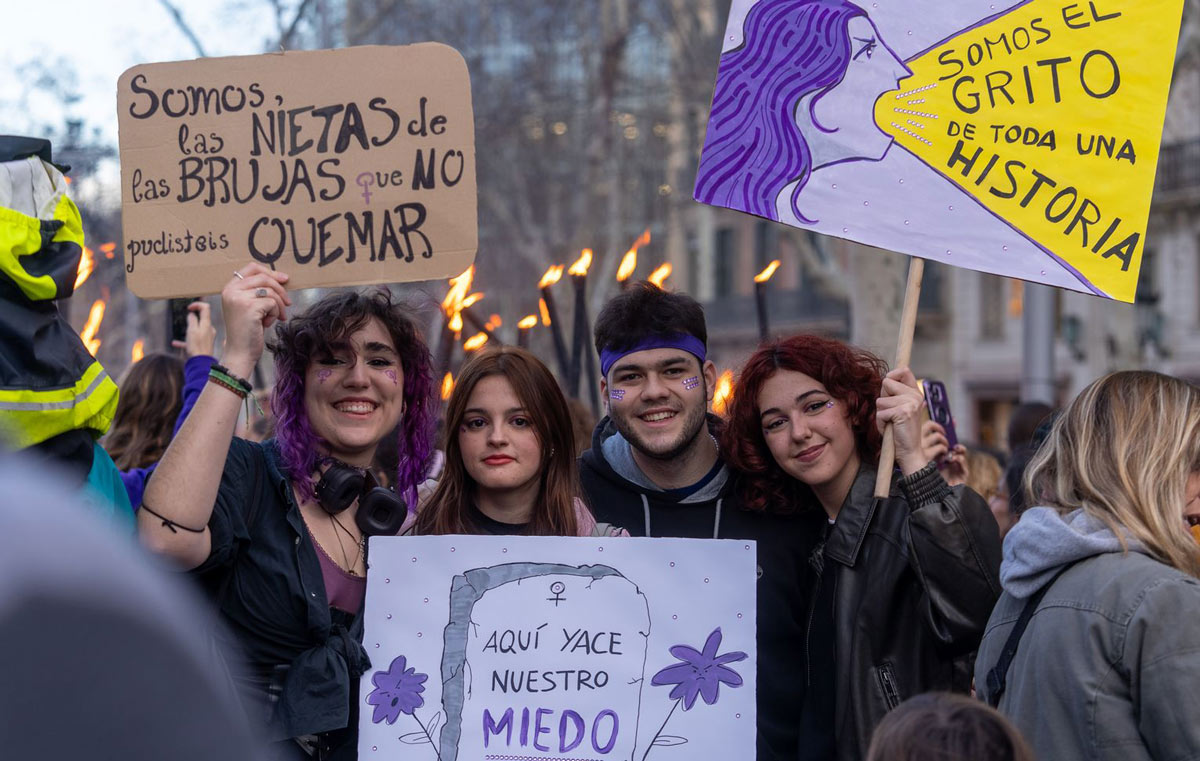 SOMOS,
las NIETAS de
las BRUJAS que NO
pudisteis QUEMAR
SOMOS EL
GRITO
DE TODA UNA
HISTORIA
AQUÍ YACE
NUESTRO
MIEDO